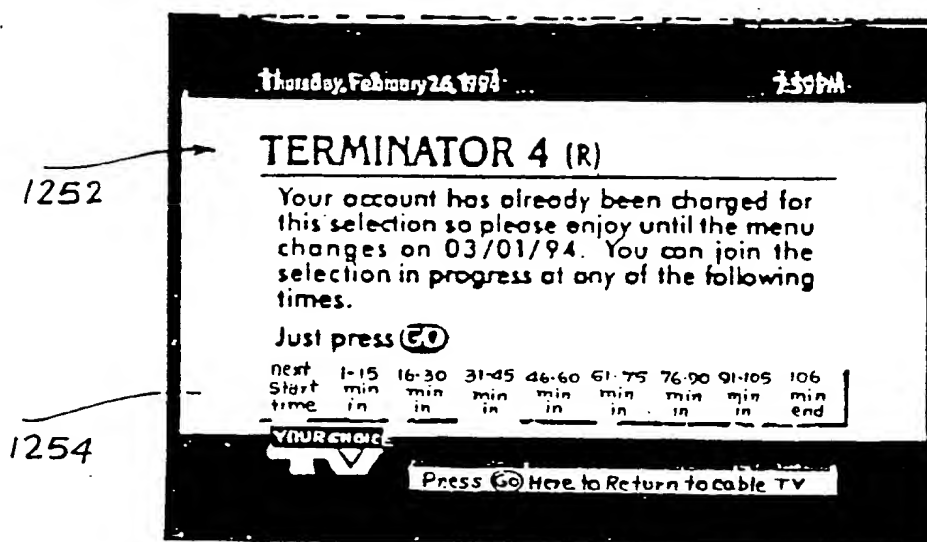 Thursday, February 26, 1994 7:59PM
TERMINATOR 4 (R)
1252
Your account has already been charged for
this selection so please enjoy until the menu
changes on 03/01/94. You can join the
selection in progress at any of the following
times.
Just press GO
next 1-15 16-30 31-45 46-60 61-75 76-90 91-105 106
Start min min min min min min min min
time in in in in in in in end
1254
YOUR CHOICE
TV
Press GO Here to Return to cable TV